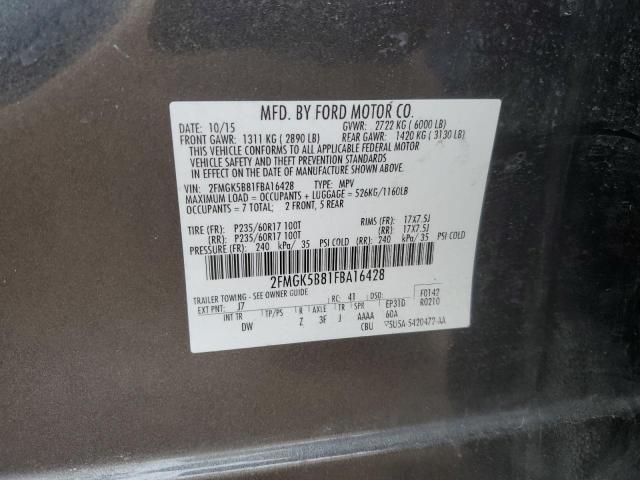 MFD. BY FORD MOTOR CO.
DATE: 10/15 GVWR: 2722 KG ( 6000 LB)
FRONT GAWR: 1311 KG ( 2890 LB) REAR GAWR: 1420 KG ( 3130 LB)
THIS VEHICLE CONFORMS TO ALL APPLICABLE FEDERAL MOTOR
VEHICLE SAFETY AND THEFT PREVENTION STANDARDS
IN EFFECT ON THE DATE OF MANUFACTURE SHOWN ABOVE.
VIN: 2FMGK5B81FBA16428 TYPE: MPV
MAXIMUM LOAD = OCCUPANTS + LUGGAGE = 526KG/1160LB
OCCUPANTS = 7 TOTAL; 2 FRONT, 5 REAR
TIRE (FR): P235/60R17 100T RIMS (FR): 17X7.5J
(RR): P235/60R17 100T (RR): 17X7.5J
PRESSURE (FR): 240 kPa/ 35 PSI COLD (RR): 240 kPa/ 35 PSI COLD
2FMGK5B81FBA16428
TRAILER TOWING - SEE OWNER GUIDE. F0142
EXT PNT: J7 RC: 41 DSO: R0210
INT TR TP/PS R AXLE TR SPR EP31D
DW Z 3F J AAAA 60A
CBU